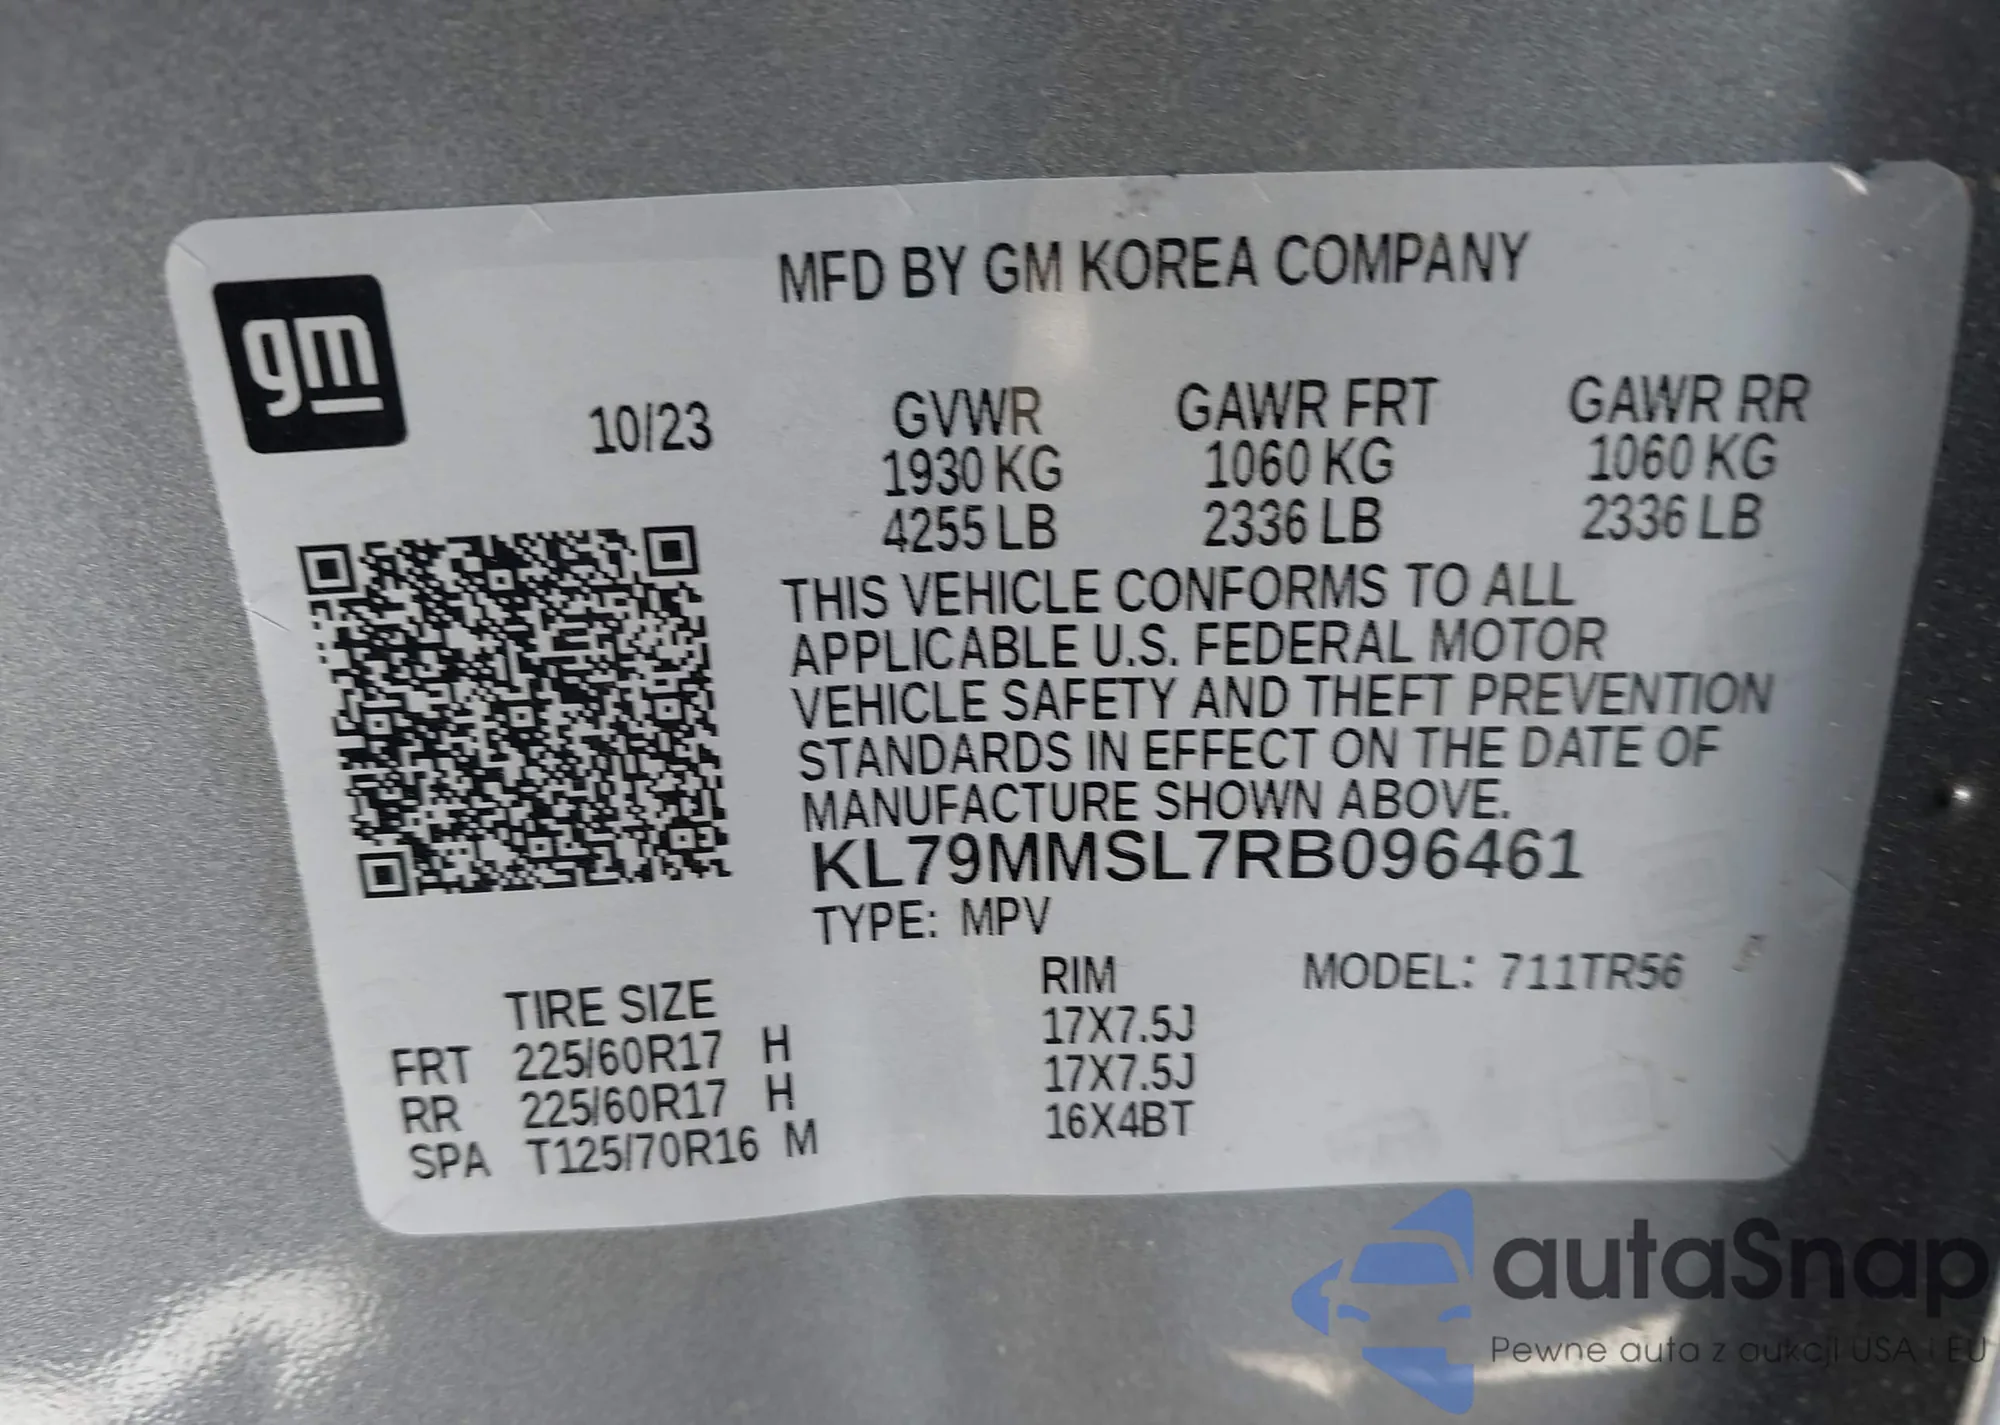 MFD BY GM KOREA COMPANY
gm
10/23
GVWR GAWR FRT GAWR RR
1930 KG 1060 KG 1060 KG
4255 LB 2336 LB 2336 LB
THIS VEHICLE CONFORMS TO ALL
APPLICABLE U.S. FEDERAL MOTOR
VEHICLE SAFETY AND THEFT PREVENTION
STANDARDS IN EFFECT ON THE DATE OF
MANUFACTURE SHOWN ABOVE.
KL79MMSL7RB096461
TYPE: MPV
TIRE SIZE RIM MODEL: 711TR56
FRT 225/60R17 H 17X7.5J
RR 225/60R17 H 17X7.5J
SPA T125/70R16 M 16X4BT
autaSnap
Pewne auta z aukcji USA i EU